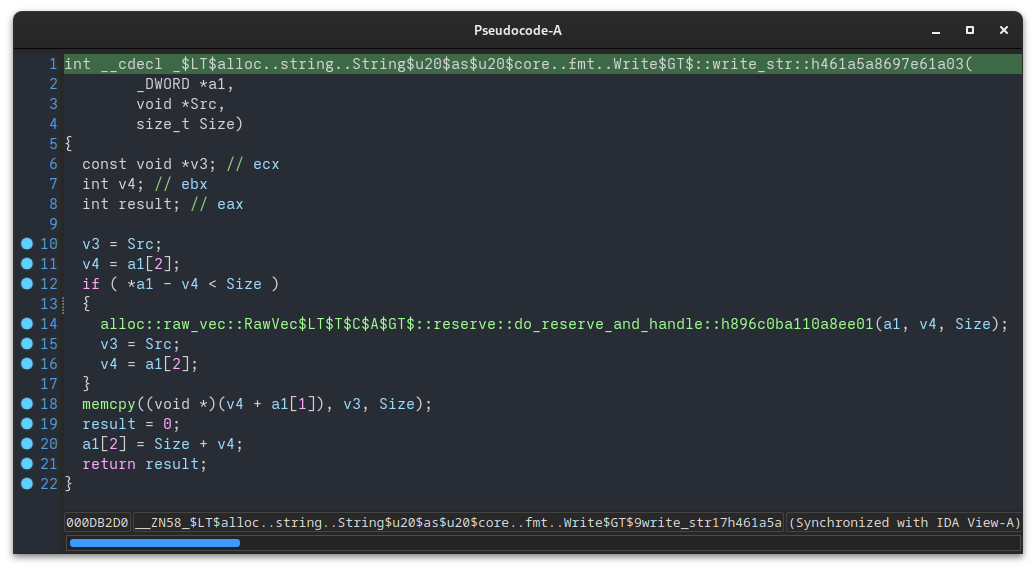 Pseudocode-A
1 int __cdecl _$LT$alloc..string..String$u20$as$u20$core..fmt..Write$GT$::write_str::h461a5a8697e61a03(
2         _DWORD *a1,
3         void *Src,
4         size_t Size)
5 {
6   const void *v3; // ecx
7   int v4; // ebx
8   int result; // eax
9
10   v3 = Src;
11   v4 = a1[2];
12   if ( *a1 - v4 < Size )
13   {
14     alloc::raw_vec::RawVec$LT$T$C$A$GT$::reserve::do_reserve_and_handle::h896c0ba110a8ee01(a1, v4, Size);
15     v3 = Src;
16     v4 = a1[2];
17   }
18   memcpy((void *)(v4 + a1[1]), v3, Size);
19   result = 0;
20   a1[2] = Size + v4;
21   return result;
22 }
000DB2D0 __ZN58_$LT$alloc..string..String$u20$as$u20$core..fmt..Write$GT$9write_str17h461a5a (Synchronized with IDA View-A)